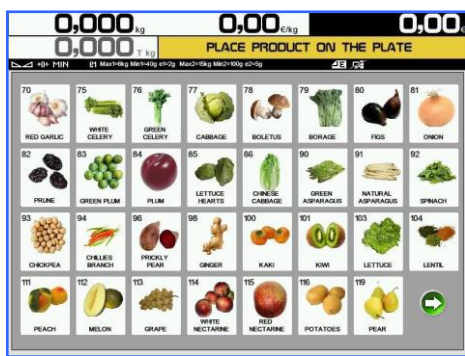 0,000 kg 0,00 €/kg 0,00 €
0,000 T kg PLACE PRODUCT ON THE PLATE
→0← MIN e1 Max1=6kg Min1=40g e1=2g Max2=15kg Min2=100g e2=5g
70 75 76 77 78 79 80 81
RED GARLIC WHITE CELERY GREEN CELERY CABBAGE BOLETUS BORAGE FIGS ONION
82 83 84 85 86 90 91 92
PRUNE GREEN PLUM PLUM LETTUCE HEARTS CHINESE CABBAGE GREEN ASPARAGUS NATURAL ASPARAGUS SPINACH
93 94 96 98 100 101 103 104
CHICKPEA CHILLIES BRANCH PRICKLY PEAR GINGER KAKI KIWI LETTUCE LENTIL
111 112 113 114 115 116 119
PEACH MELON GRAPE WHITE NECTARINE RED NECTARINE POTATOES PEAR